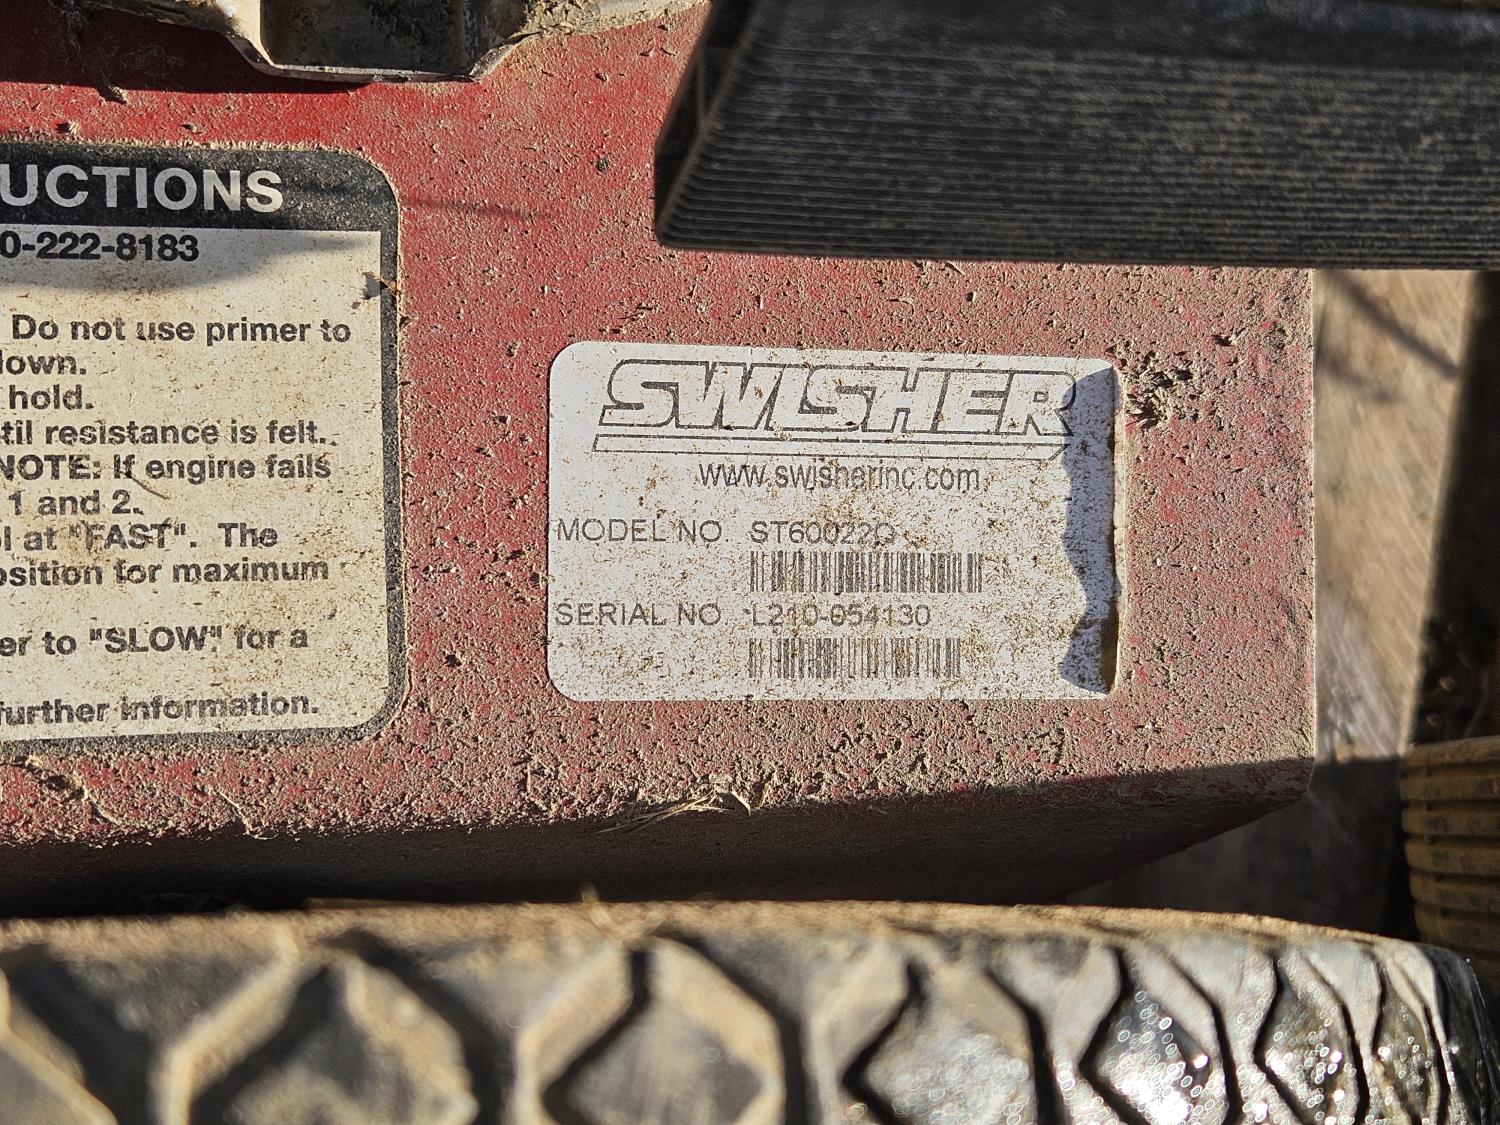 UCTIONS
0-222-8183
Do not use primer to
down.
hold.
til resistance is felt.
NOTE: If engine fails
1 and 2.
l at "FAST". The
osition for maximum
er to "SLOW" for a
further information.
SWISHER
www.swisherinc.com
MODEL NO ST60022Q
SERIAL NO L210-054130